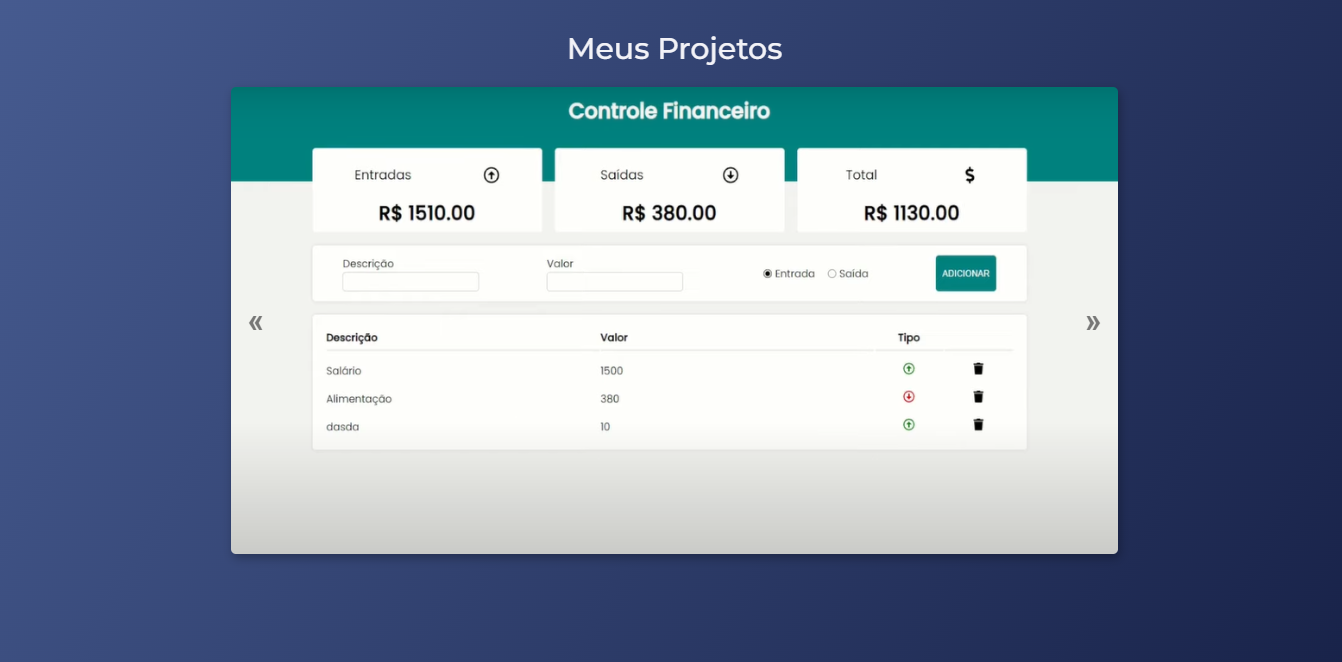 Meus Projetos
Controle Financeiro
Entradas
R$ 1510.00
Saídas
R$ 380.00
Total
$
R$ 1130.00
Descrição
Valor
Entrada Saída
ADICIONAR
«
»
Descrição Valor Tipo
Salário 1500
Alimentação 380
dasda 10